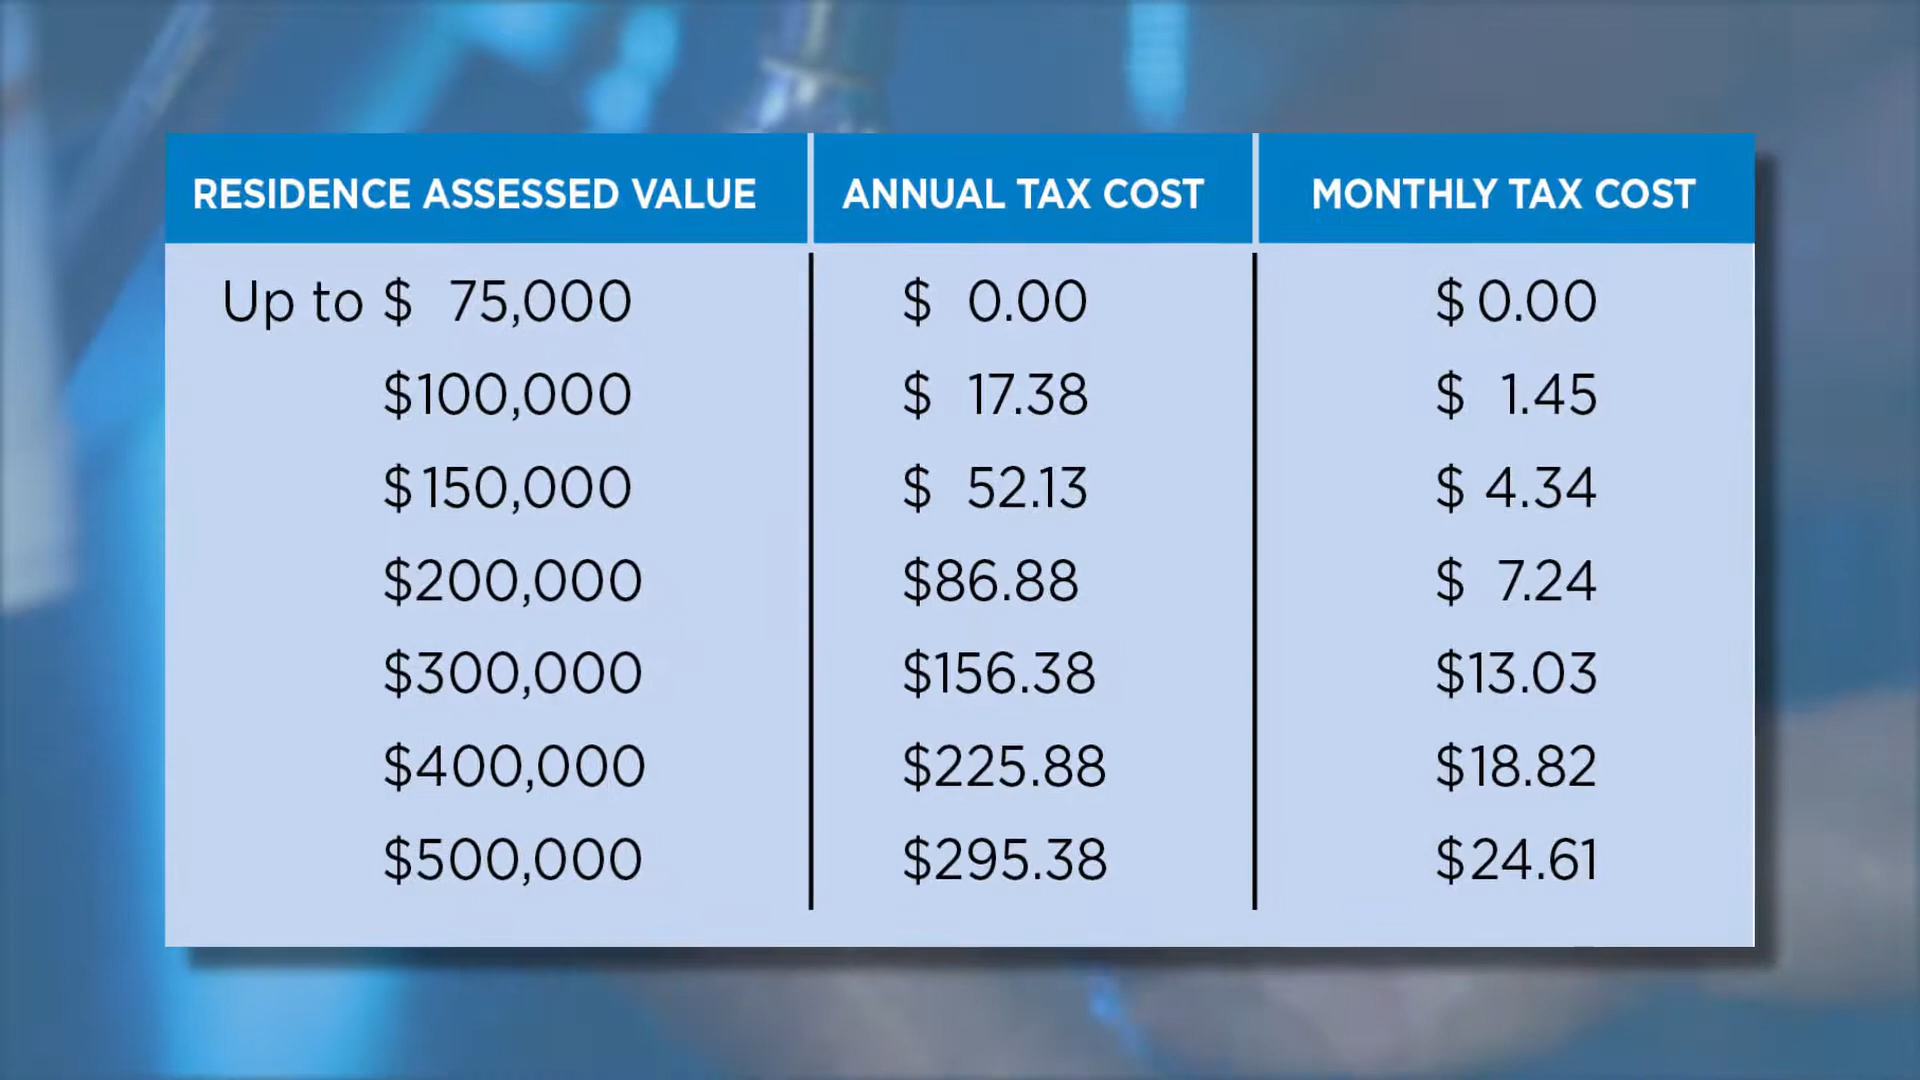 RESIDENCE ASSESSED VALUE ANNUAL TAX COST MONTHLY TAX COST
Up to $ 75,000 $ 0.00 $0.00
$100,000 $ 17.38 $ 1.45
$150,000 $ 52.13 $ 4.34
$200,000 $86.88 $ 7.24
$300,000 $156.38 $13.03
$400,000 $225.88 $18.82
$500,000 $295.38 $24.61